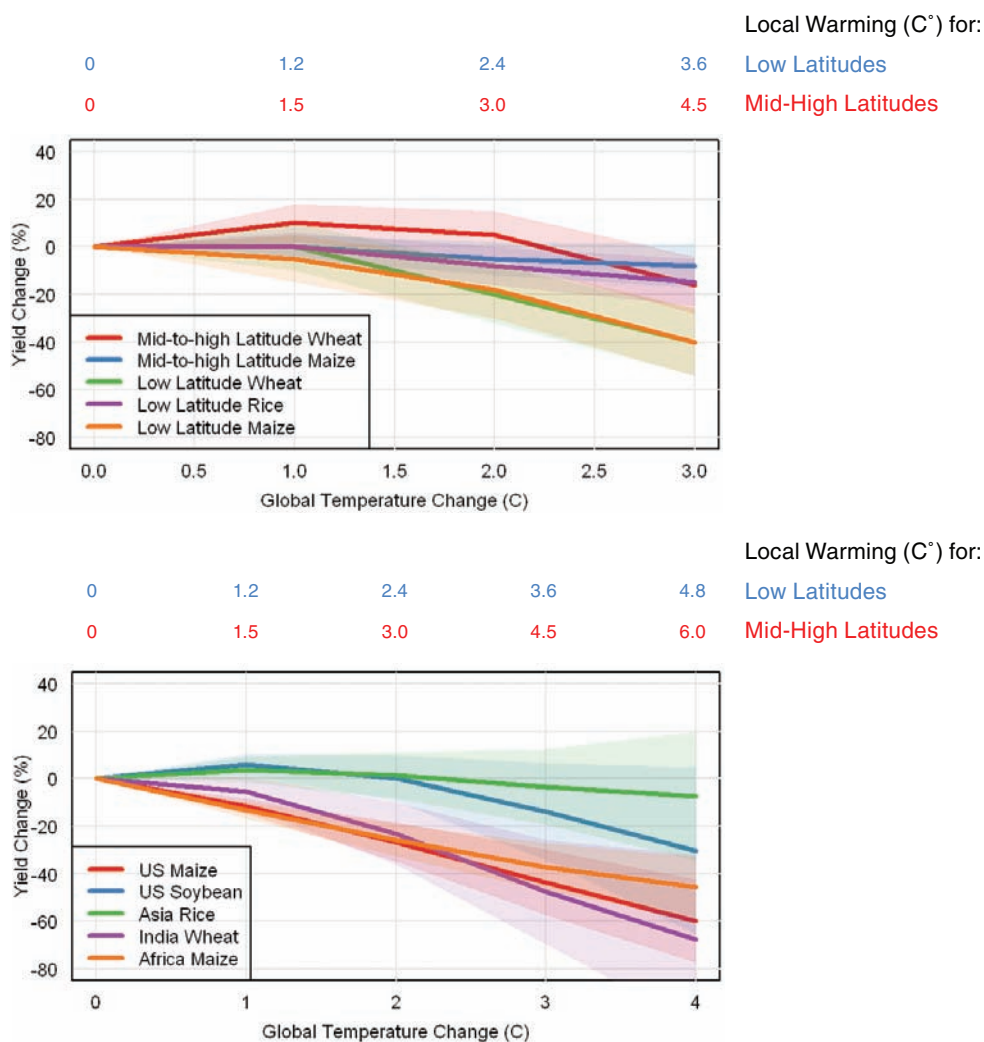 Local Warming (C˚) for:
0 1.2 2.4 3.6 Low Latitudes
0 1.5 3.0 4.5 Mid-High Latitudes
40
20
0
-20
-40
-60
-80
Yield Change (%)
Mid-to-high Latitude Wheat
Mid-to-high Latitude Maize
Low Latitude Wheat
Low Latitude Rice
Low Latitude Maize
0.0 0.5 1.0 1.5 2.0 2.5 3.0
Global Temperature Change (C)
Local Warming (C˚) for:
0 1.2 2.4 3.6 4.8 Low Latitudes
0 1.5 3.0 4.5 6.0 Mid-High Latitudes
40
20
0
-20
-40
-60
-80
Yield Change (%)
US Maize
US Soybean
Asia Rice
India Wheat
Africa Maize
0 1 2 3 4
Global Temperature Change (C)